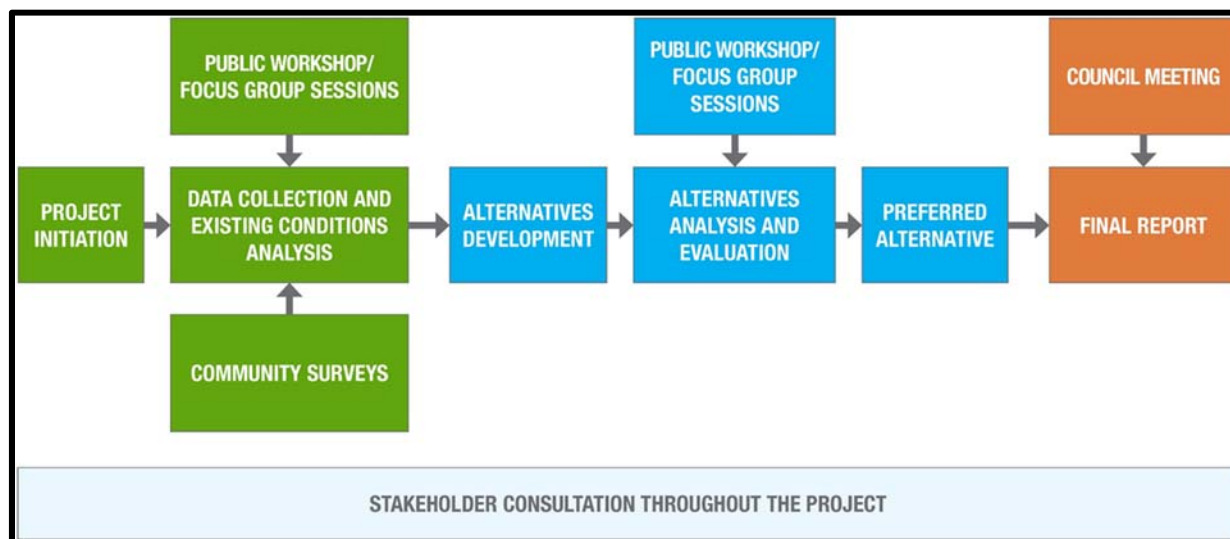 PUBLIC WORKSHOP/
FOCUS GROUP SESSIONS
PUBLIC WORKSHOP/
FOCUS GROUP
SESSIONS
COUNCIL MEETING
PROJECT
INITIATION
DATA COLLECTION AND
EXISTING CONDITIONS
ANALYSIS
ALTERNATIVES
DEVELOPMENT
ALTERNATIVES
ANALYSIS AND
EVALUATION
PREFERRED
ALTERNATIVE
FINAL REPORT
COMMUNITY SURVEYS
STAKEHOLDER CONSULTATION THROUGHOUT THE PROJECT